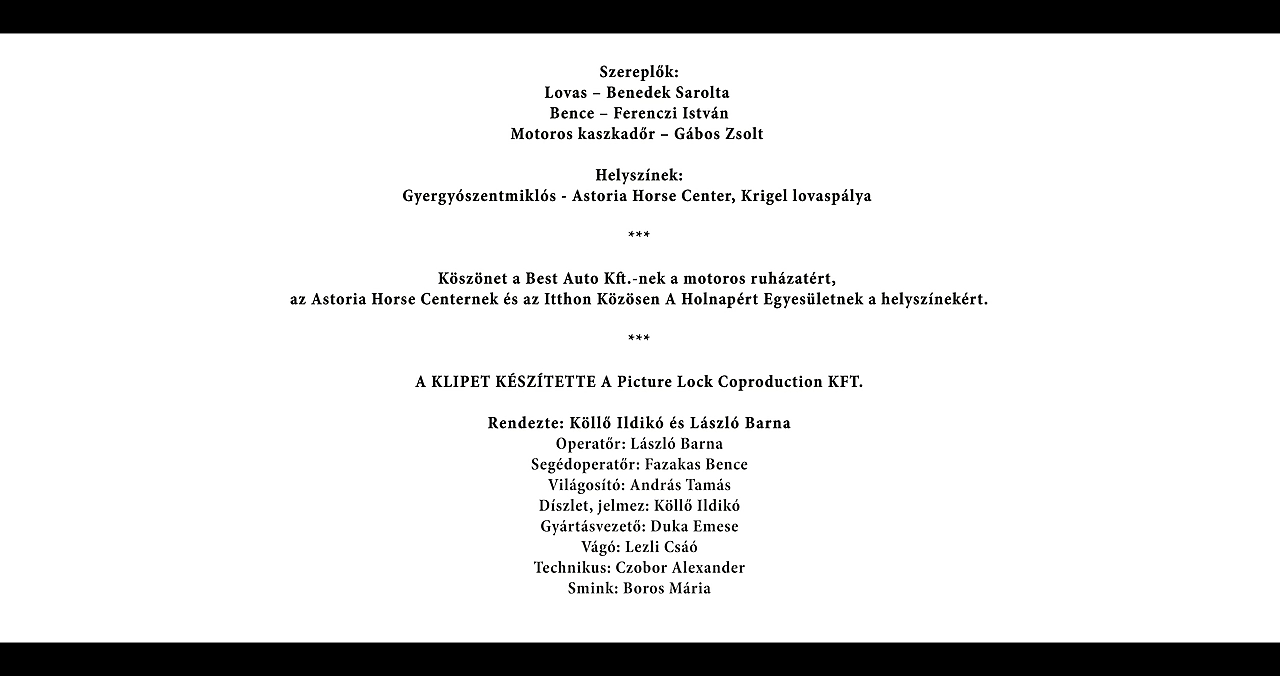 Szereplők:
Lovas – Benedek Sarolta
Bence – Ferenczi István
Motoros kaszkadőr – Gábos Zsolt
Helyszínek:
Gyergyószentmiklós - Astoria Horse Center, Krigel lovaspálya
***
Köszönet a Best Auto Kft.-nek a motoros ruházatért,
az Astoria Horse Centernek és az Itthon Közösen A Holnapért Egyesületnek a helyszínekért.
***
A KLIPET KÉSZÍTETTE A Picture Lock Coproduction KFT.
Rendezte: Köllő Ildikó és László Barna
Operatőr: László Barna
Segédoperatőr: Fazakas Bence
Világosító: András Tamás
Díszlet, jelmez: Köllő Ildikó
Gyártásvezető: Duka Emese
Vágó: Lezli Csáó
Technikus: Czobor Alexander
Smink: Boros Mária